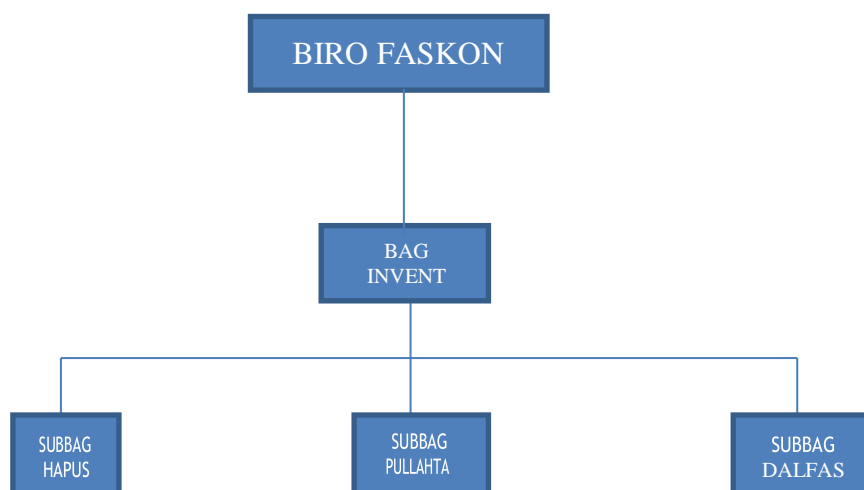 BIRO FASKON
BAG
INVENT
SUBBAG
HAPUS
SUBBAG
PULLAHTA
SUBBAG
DALFAS